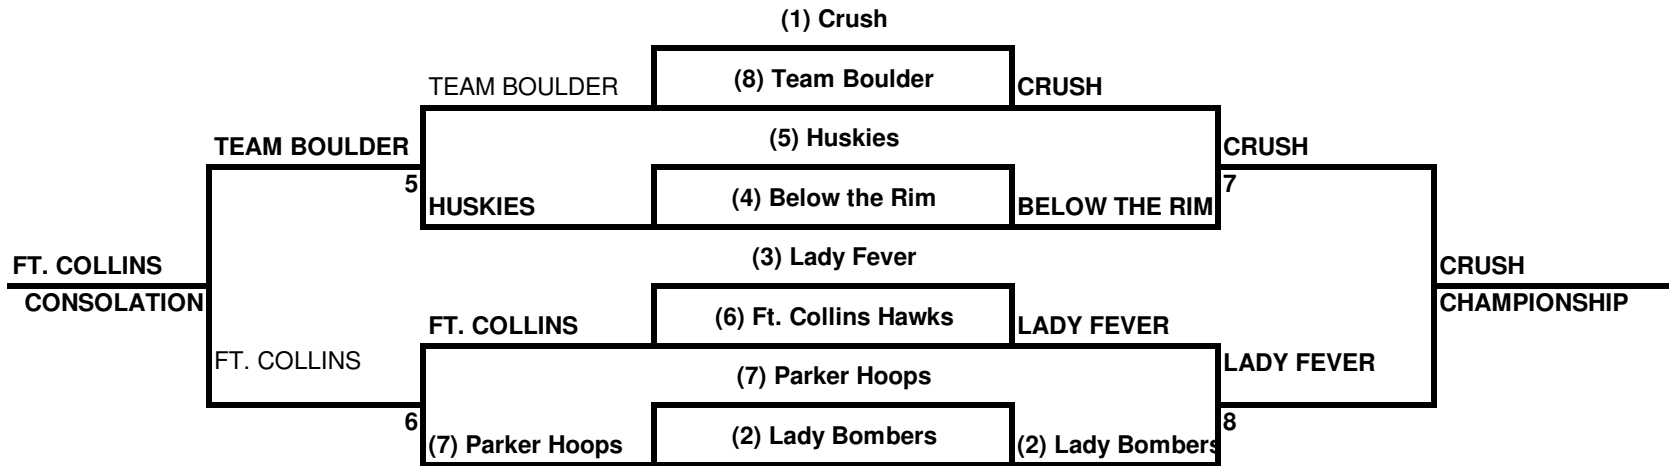 (1) Crush
TEAM BOULDER
(8) Team Boulder
CRUSH
TEAM BOULDER
(5) Huskies
CRUSH
5
7
HUSKIES
(4) Below the Rim
BELOW THE RIM
FT. COLLINS
(3) Lady Fever
CRUSH
CONSOLATION
CHAMPIONSHIP
FT. COLLINS
(6) Ft. Collins Hawks
LADY FEVER
FT. COLLINS
(7) Parker Hoops
LADY FEVER
6
8
(7) Parker Hoops
(2) Lady Bombers
(2) Lady Bombers